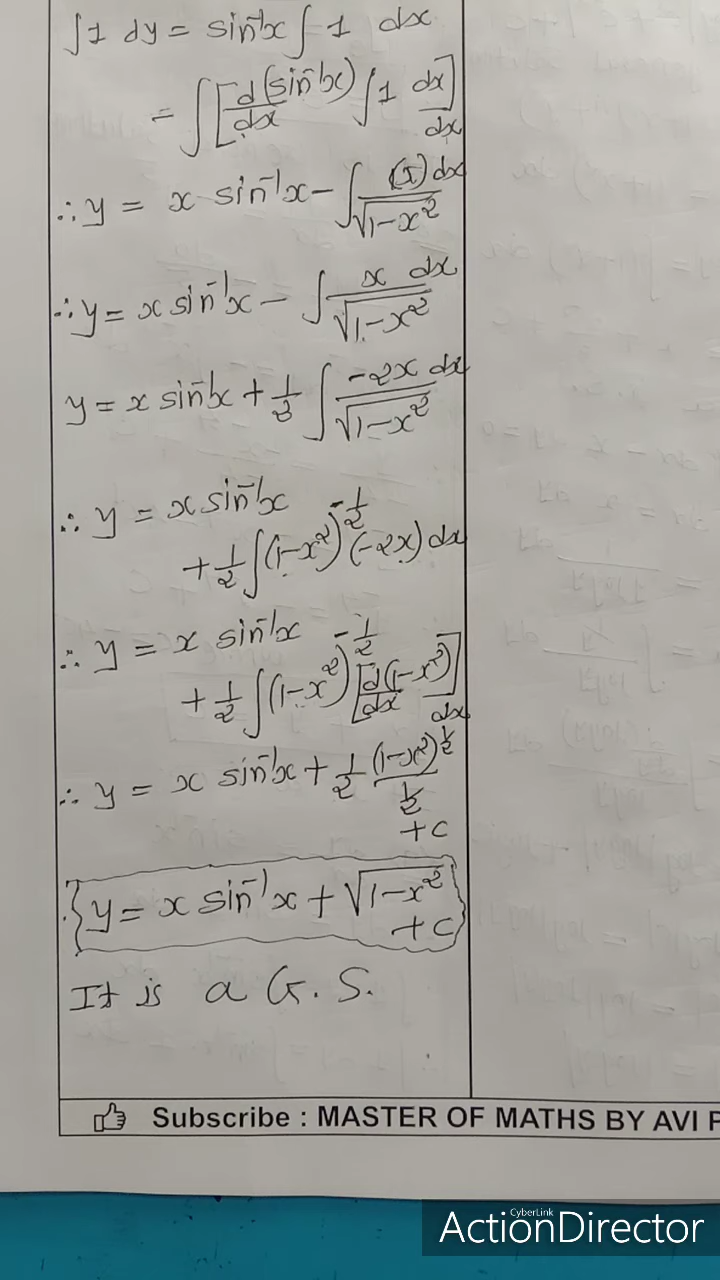 ∫1 dy = sin⁻¹x ∫ 1 dx
= ∫ [d(sin⁻¹x)/dx ∫1 dx] dx
∴ y = x sin⁻¹x − ∫ (x) dx/√(1−x²)
∴ y = x sin⁻¹x − ∫ x dx/√(1−x²)
y = x sin⁻¹x + 1/2 ∫ −2x dx/√(1−x²)
∴ y = x sin⁻¹x
+ 1/2 ∫(1−x²)^(−1/2) (−2x) dx
∴ y = x sin⁻¹x
+ 1/2 ∫(1−x²)^(−1/2) [d(1−x²)/dx] dx
∴ y = x sin⁻¹x + 1/2 (1−x²)^(1/2)/(1/2)
+ c
y = x sin⁻¹x + √(1−x²)
+ c
It is a G. S.
Subscribe : MASTER OF MATHS BY AVI P
CyberLink
ActionDirector